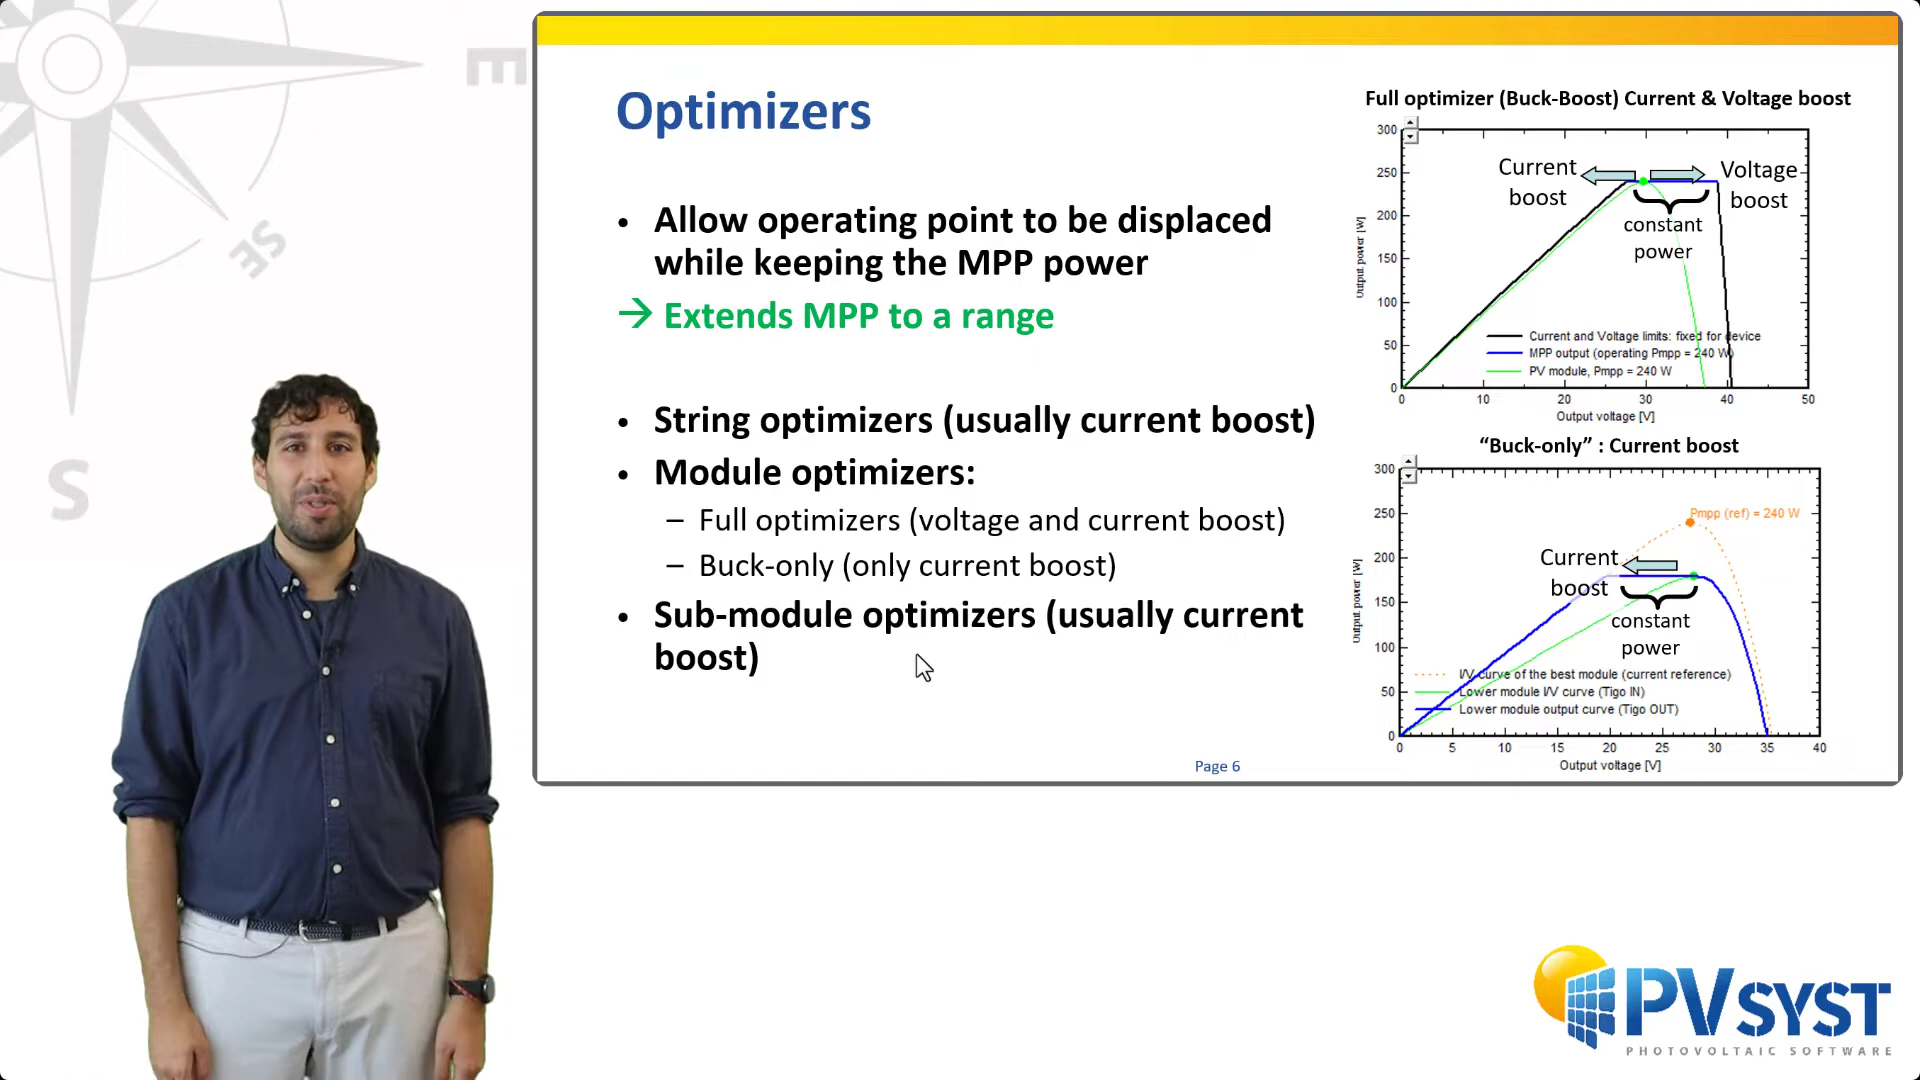 E
SE
S
Optimizers
• Allow operating point to be displaced
while keeping the MPP power
→ Extends MPP to a range
• String optimizers (usually current boost)
• Module optimizers:
– Full optimizers (voltage and current boost)
– Buck-only (only current boost)
• Sub-module optimizers (usually current
boost)
Page 6
Full optimizer (Buck-Boost) Current & Voltage boost
300
250
200
150
100
50
0
Output power [W]
Current
boost
Voltage
boost
constant
power
Current and Voltage limits: fixed for device
MPP output (operating Pmpp = 240 W)
PV module, Pmpp = 240 W
0 10 20 30 40 50
Output voltage [V]
“Buck-only” : Current boost
300
250
200
150
100
50
0
Output power [W]
Pmpp (ref) = 240 W
Current
boost
constant
power
I/V curve of the best module (current reference)
Lower module I/V curve (Tigo IN)
Lower module output curve (Tigo OUT)
0 5 10 15 20 25 30 35 40
Output voltage [V]
PVSYST
PHOTOVOLTAIC SOFTWARE